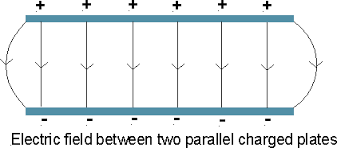 + + + + + +
- - - - - -
Electric field between two parallel charged plates